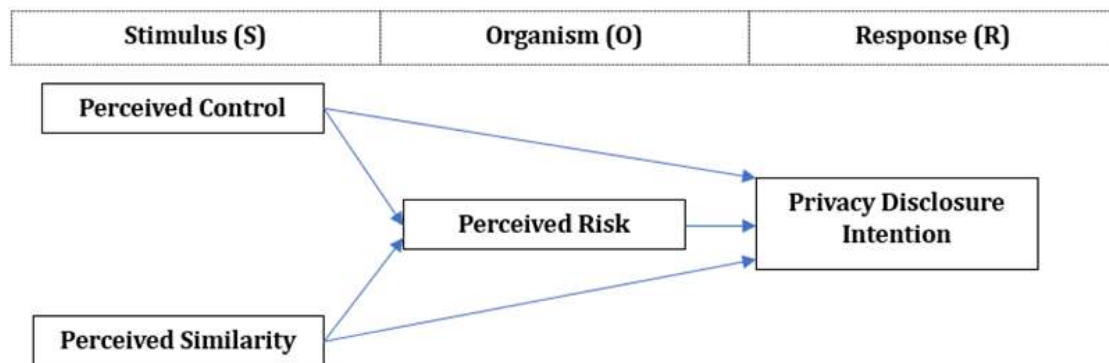 Stimulus (S)
Organism (O)
Response (R)
Perceived Control
Perceived Risk
Privacy Disclosure
Intention
Perceived Similarity